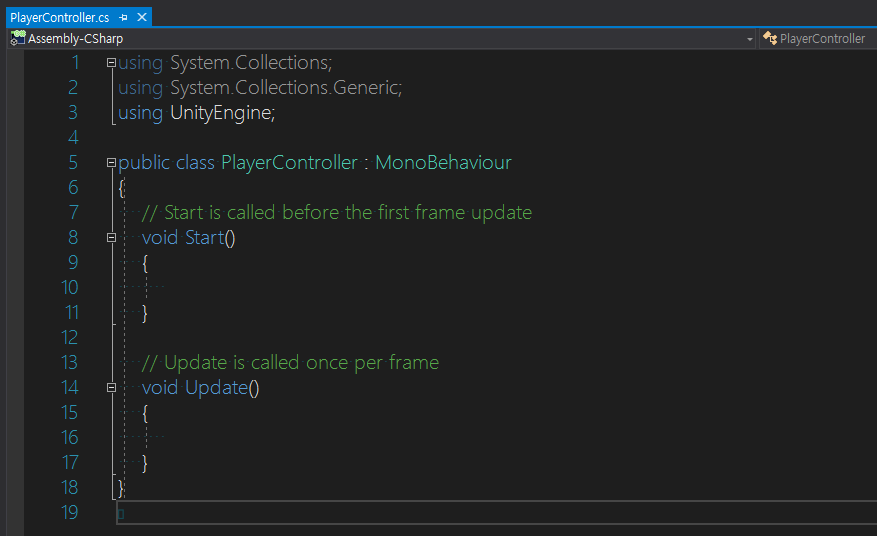 PlayerController.cs
Assembly-CSharp PlayerController
1 using System.Collections;
2 using System.Collections.Generic;
3 using UnityEngine;
4
5 public class PlayerController : MonoBehaviour
6 {
7 // Start is called before the first frame update
8 void Start()
9 {
10
11 }
12
13 // Update is called once per frame
14 void Update()
15 {
16
17 }
18 }
19